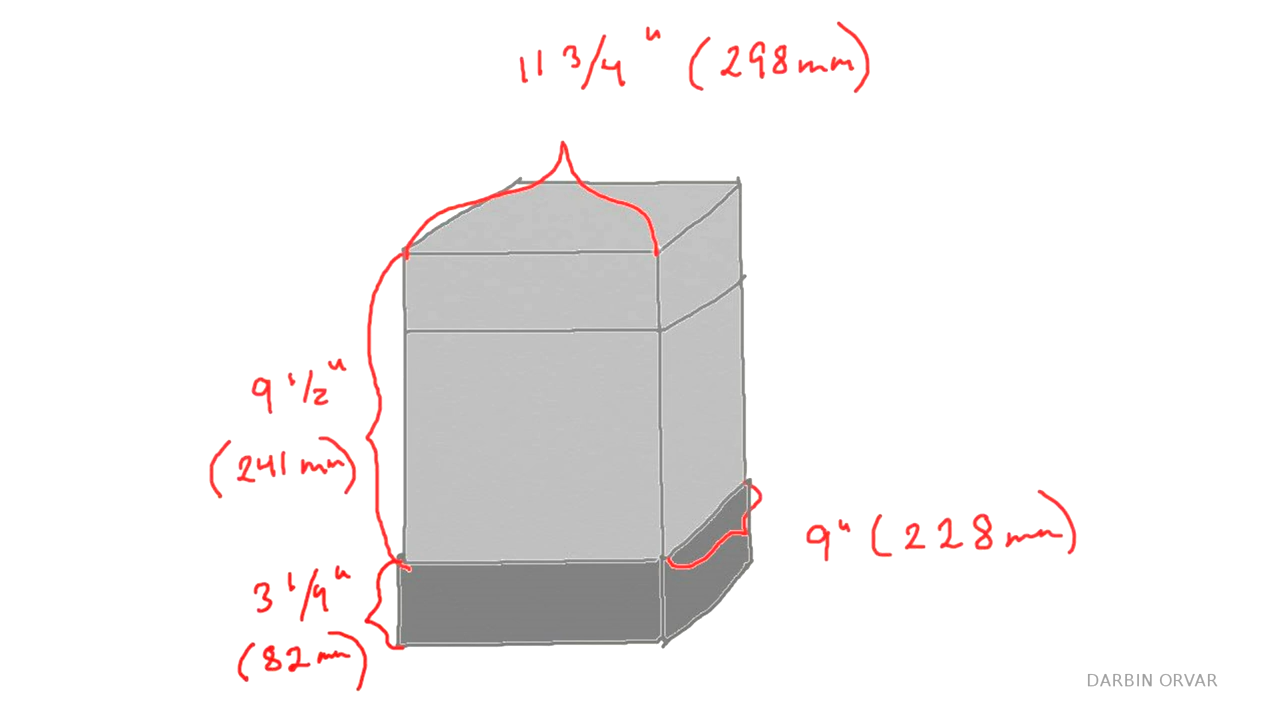 11 3/4" (298mm)
9 1/2"
(241mm)
9" (228mm)
3 1/4"
(82mm)
DARBIN ORVAR